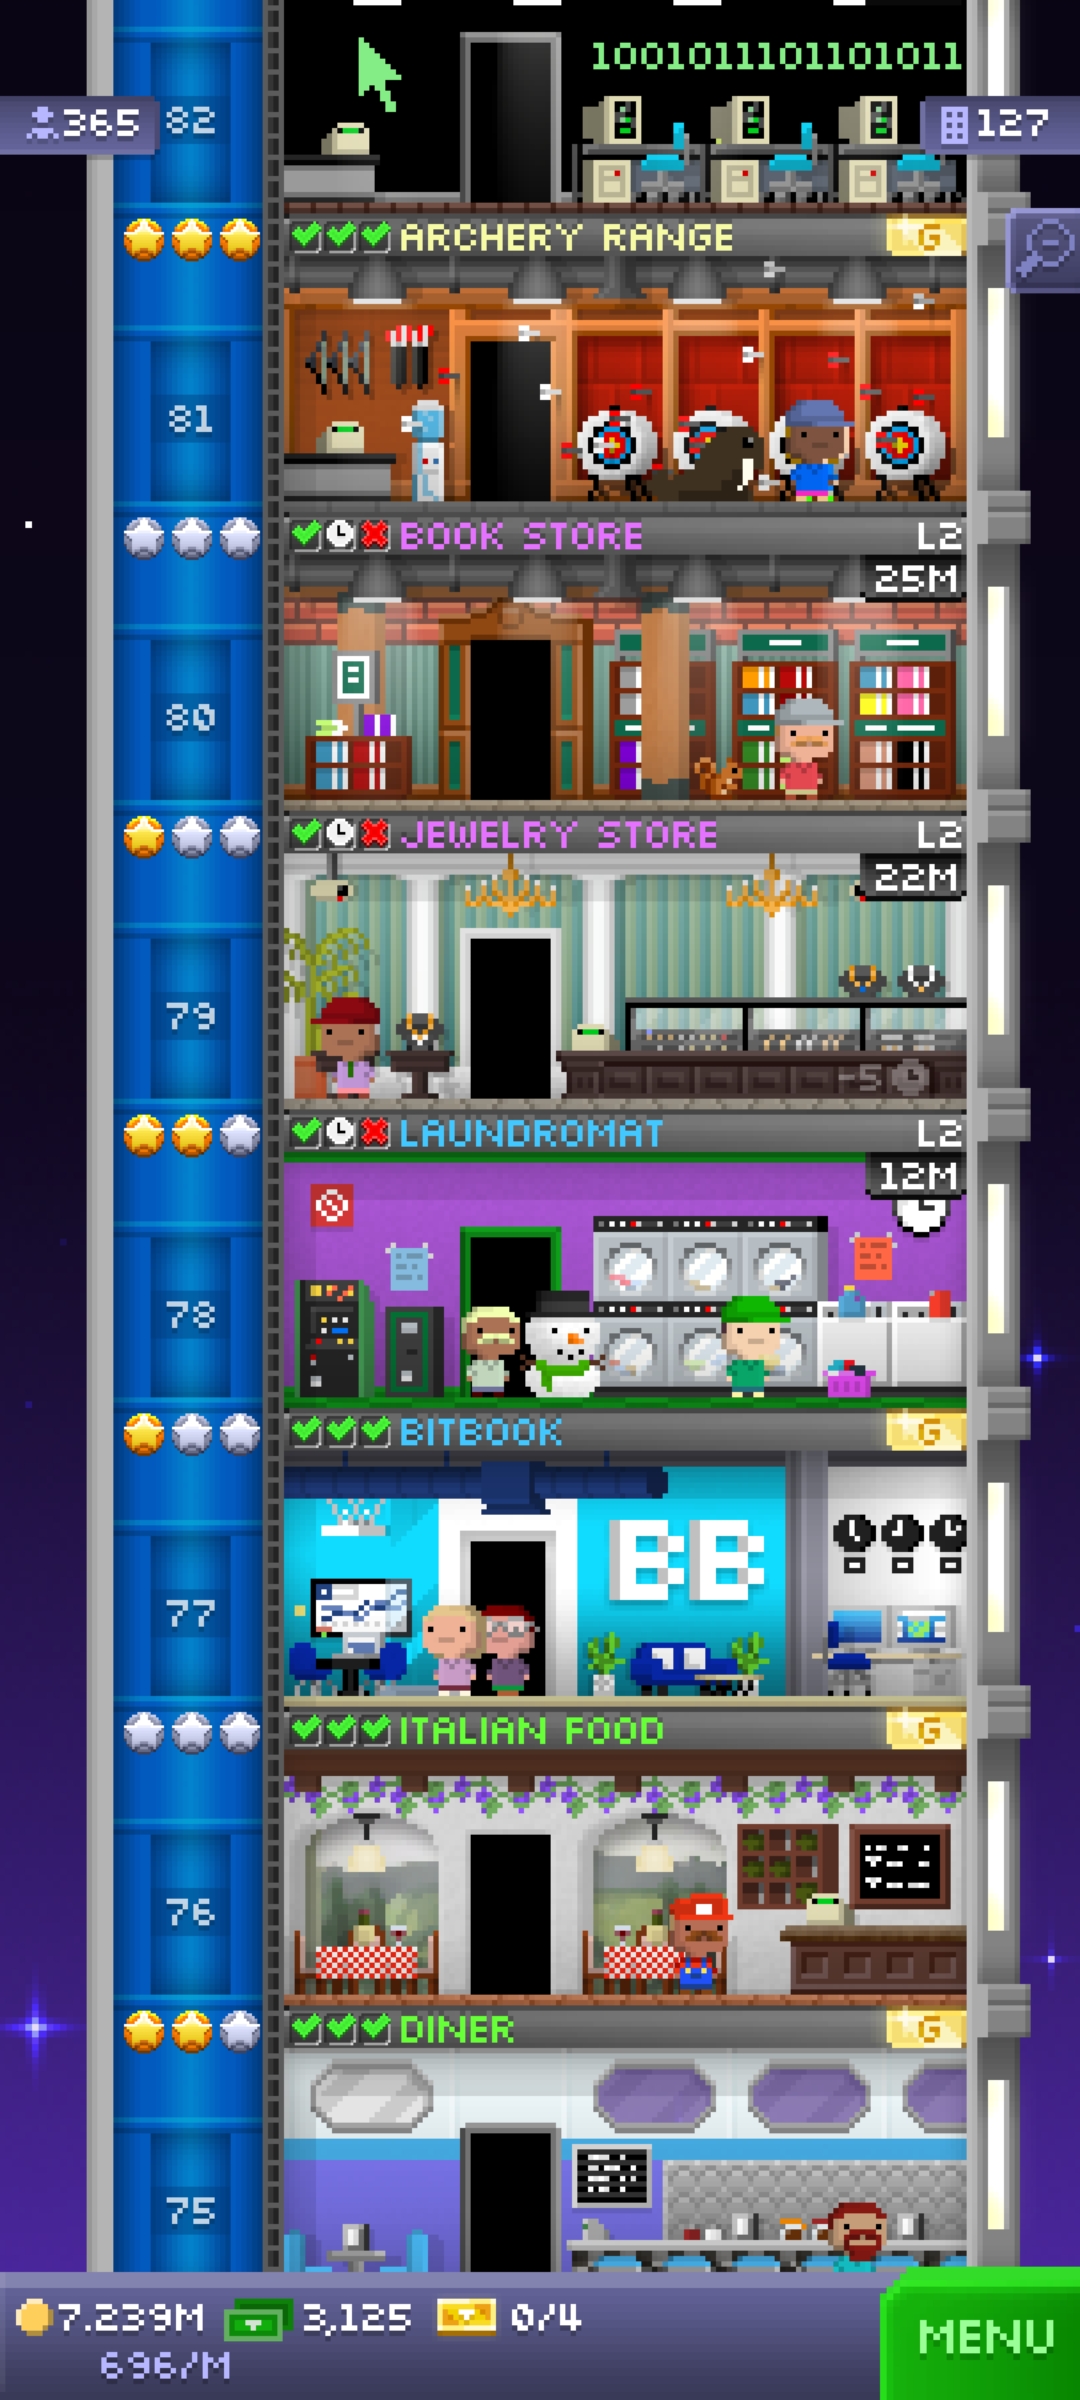 1001011101101011
365
82
127
ARCHERY RANGE
G
81
BOOK STORE
L2
25M
80
JEWELRY STORE
L2
22M
79
-5
LAUNDROMAT
L2
12M
78
BITBOOK
G
BB
77
ITALIAN FOOD
G
76
DINER
G
75
7.239M
3,125
0/4
696/M
MENU